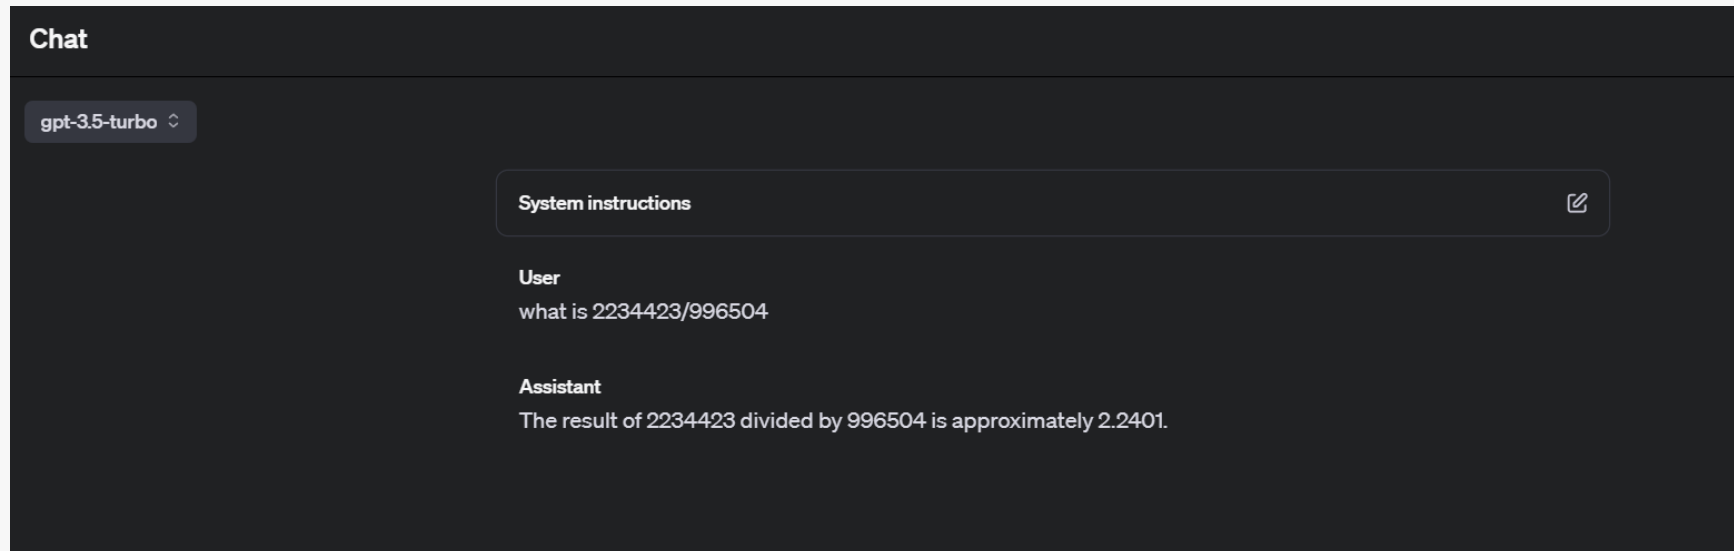 Chat
gpt-3.5-turbo
System instructions
User
what is 2234423/996504
Assistant
The result of 2234423 divided by 996504 is approximately 2.2401.